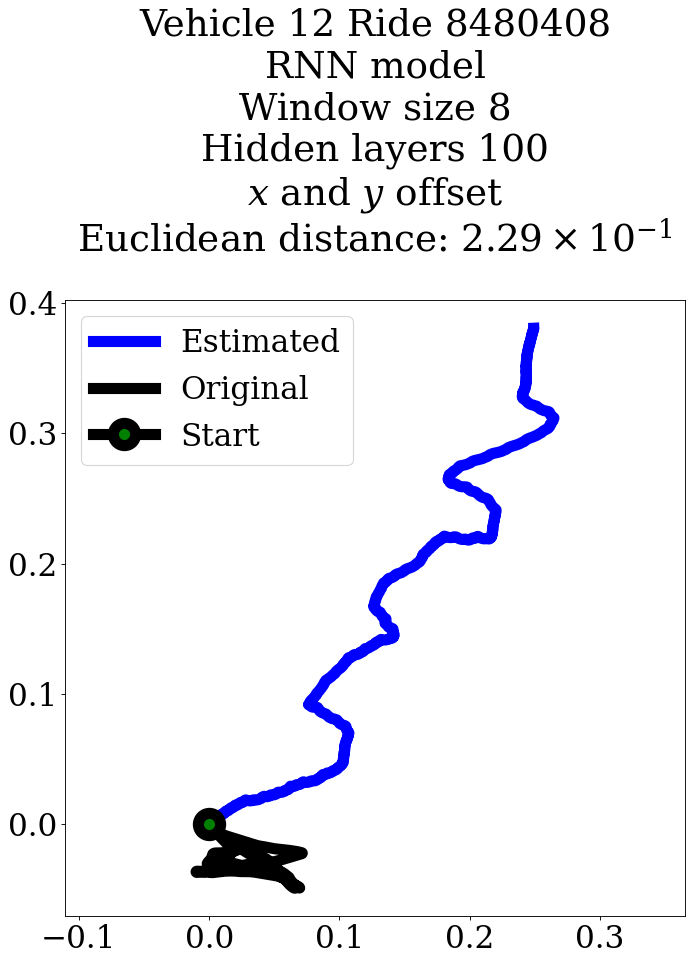 Vehicle 12 Ride 8480408
RNN model
Window size 8
Hidden layers 100
x and y offset
Euclidean distance: 2.29 × 10⁻¹
0.4
Estimated
Original
Start
0.3
0.2
0.1
0.0
−0.1 0.0 0.1 0.2 0.3